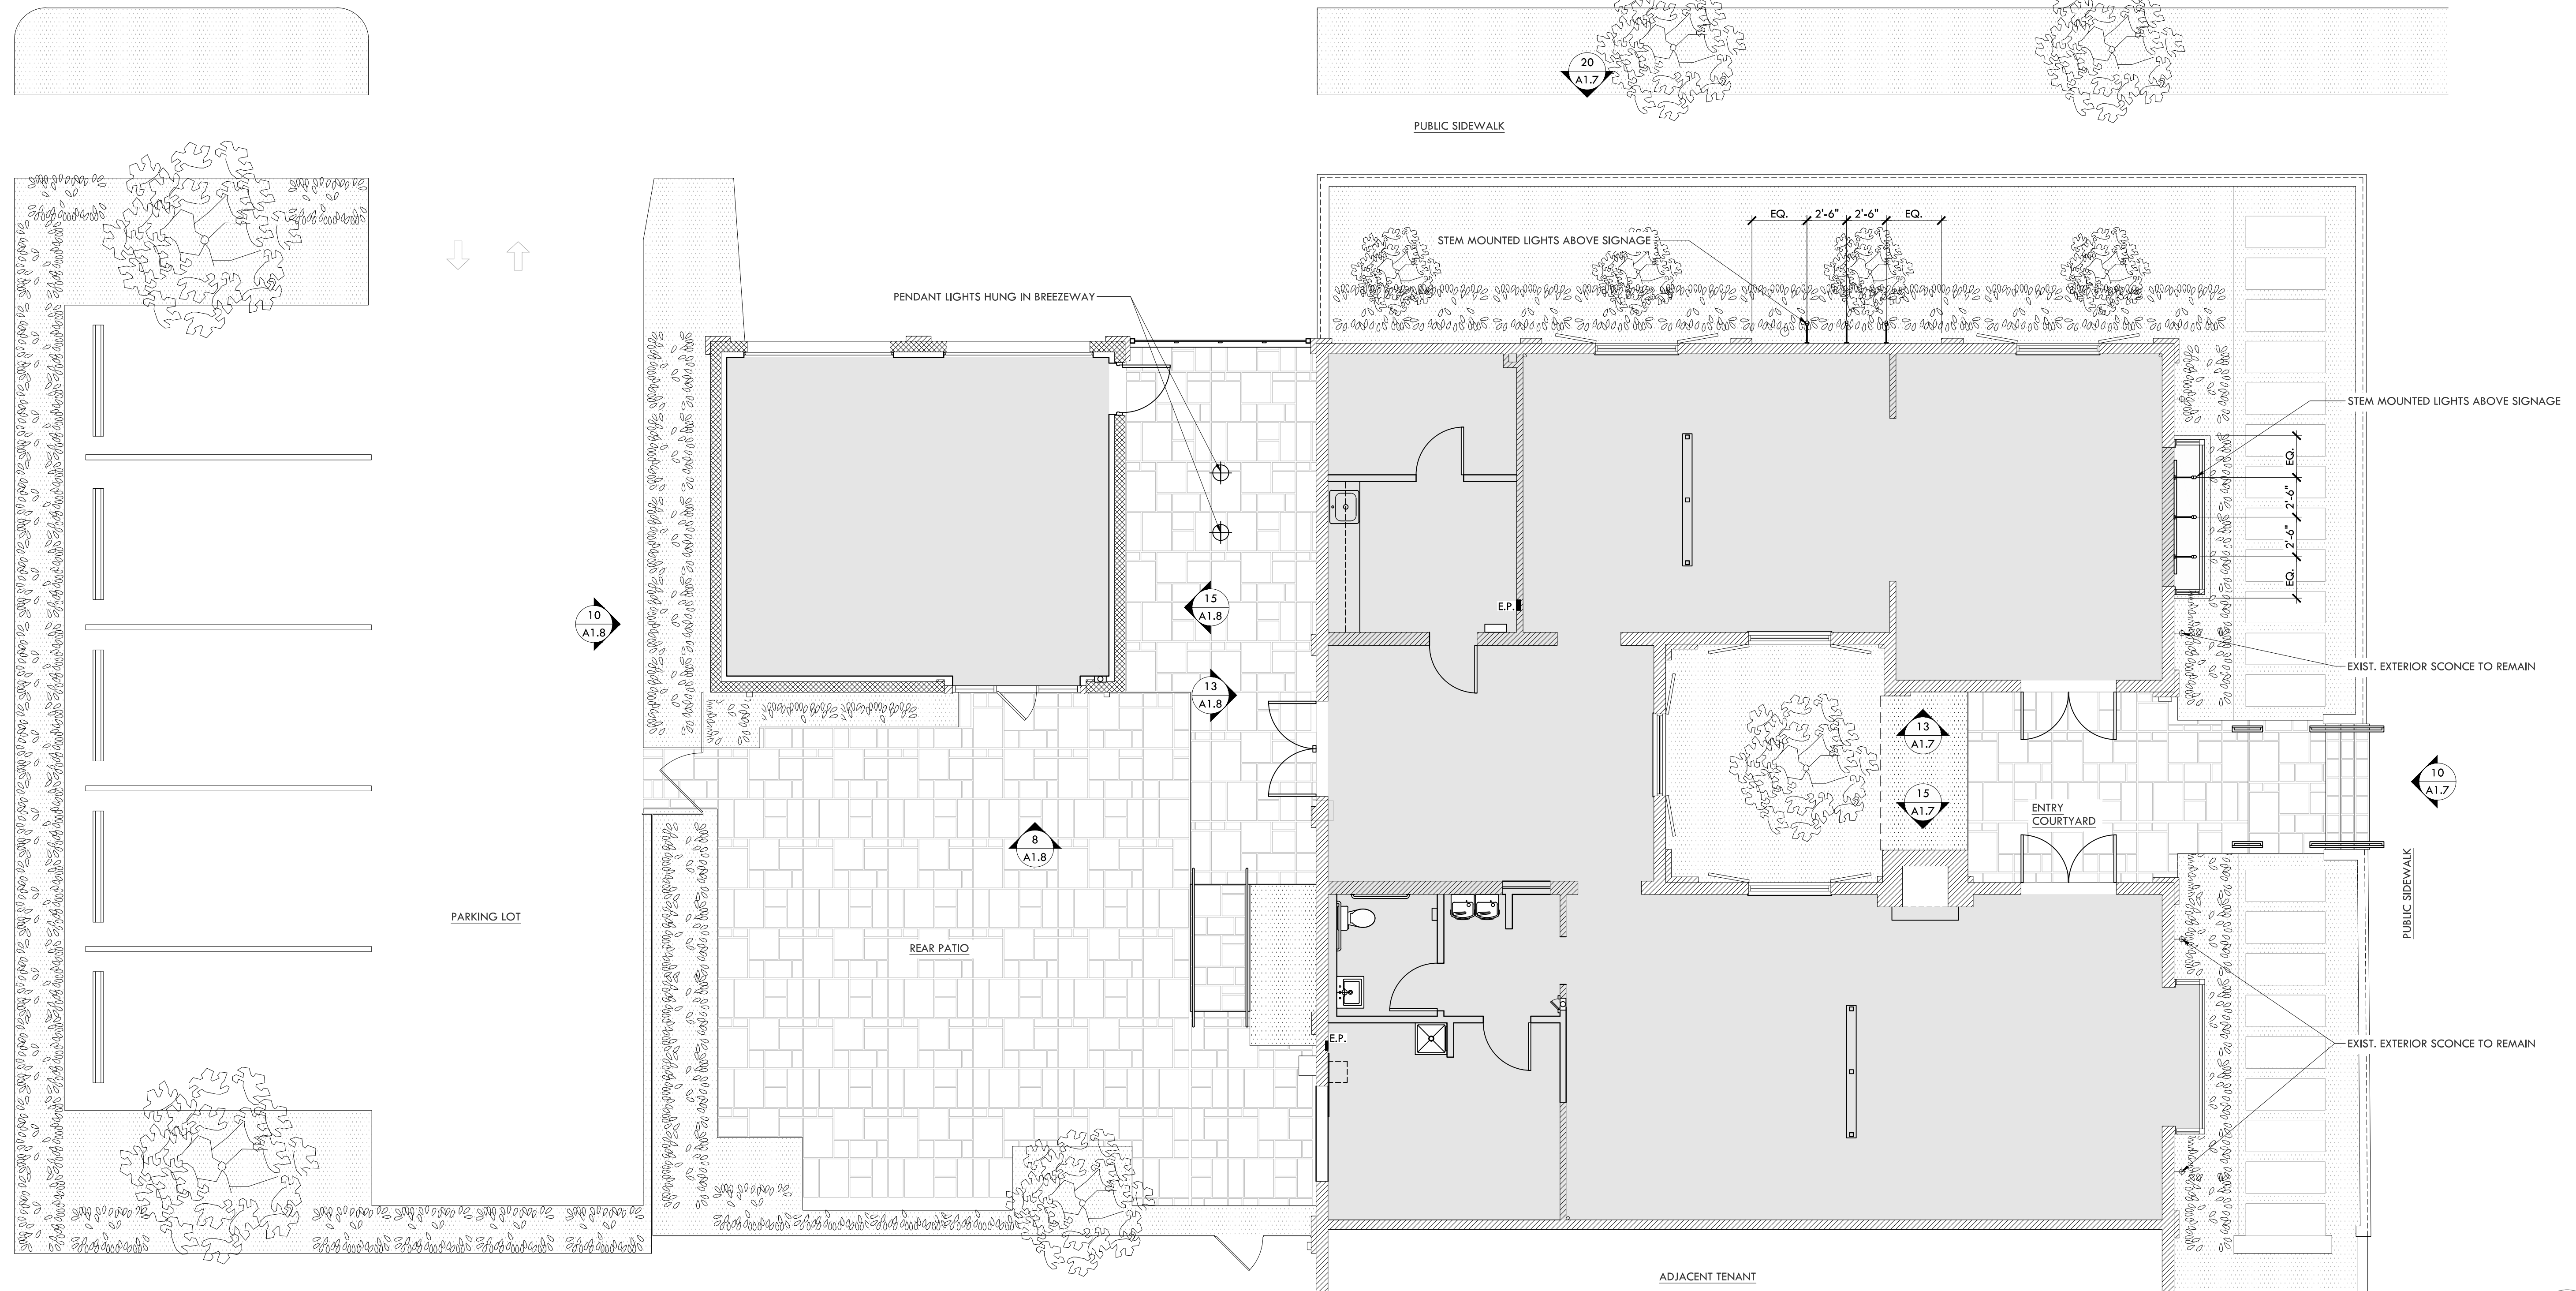 20
A1.7
PUBLIC SIDEWALK
EQ. 2'-6" 2'-6" EQ.
STEM MOUNTED LIGHTS ABOVE SIGNAGE
PENDANT LIGHTS HUNG IN BREEZEWAY
STEM MOUNTED LIGHTS ABOVE SIGNAGE
EQ.
2'-6"
2'-6"
EQ.
10
A1.8
15
A1.8
E.P.
EXIST. EXTERIOR SCONCE TO REMAIN
13
A1.8
13
A1.7
10
A1.7
15
A1.7
ENTRY
COURTYARD
8
A1.8
PUBLIC SIDEWALK
PARKING LOT
REAR PATIO
E.P.
EXIST. EXTERIOR SCONCE TO REMAIN
ADJACENT TENANT